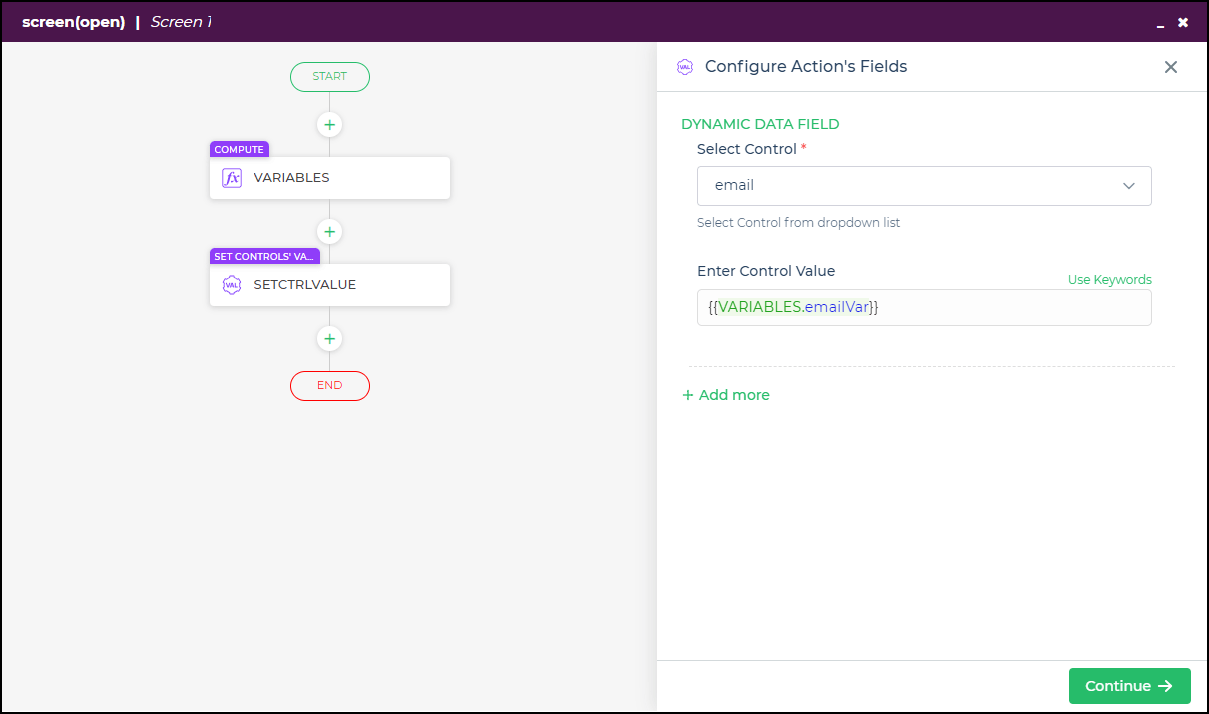 screen(open) | Screen 1
START
COMPUTE
fx VARIABLES
SET CONTROLS' VA...
VAL SETCTRLVALUE
END
VAL Configure Action's Fields
DYNAMIC DATA FIELD
Select Control *
email
Select Control from dropdown list
Enter Control Value
Use Keywords
{{VARIABLES.emailVar}}
+ Add more
Continue →